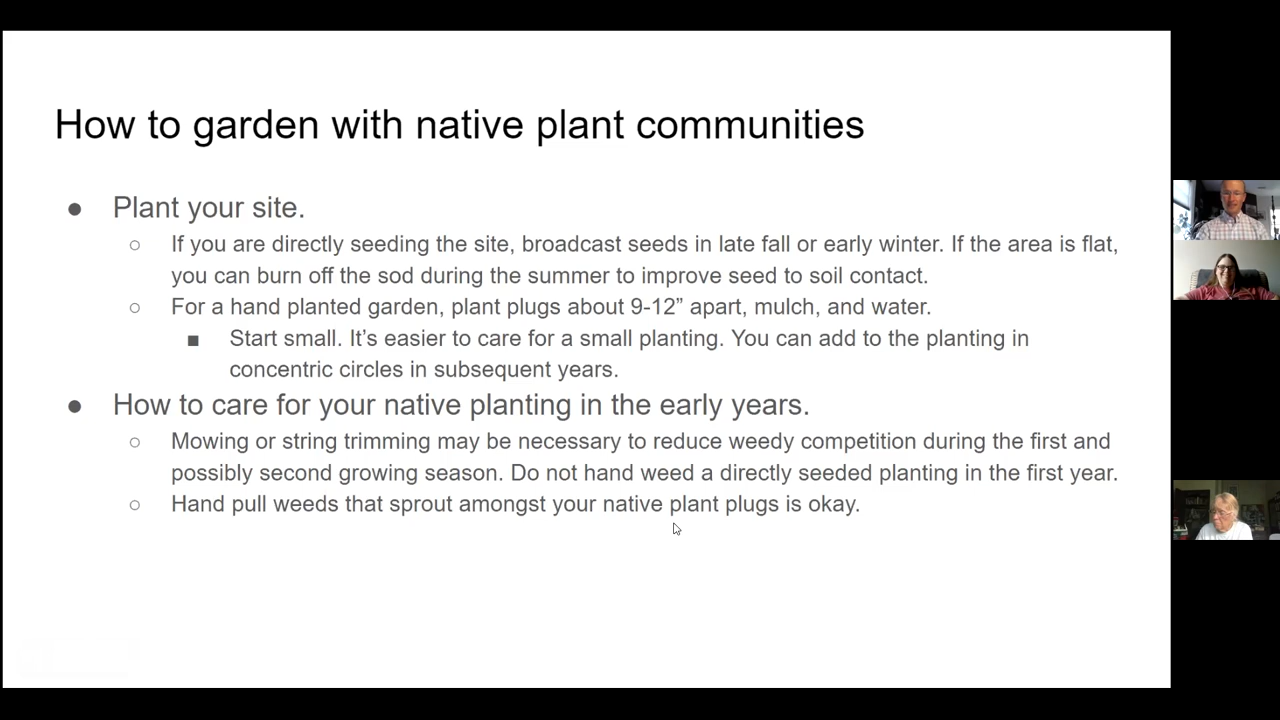 How to garden with native plant communities
● Plant your site.
○ If you are directly seeding the site, broadcast seeds in late fall or early winter. If the area is flat,
you can burn off the sod during the summer to improve seed to soil contact.
○ For a hand planted garden, plant plugs about 9-12” apart, mulch, and water.
■ Start small. It’s easier to care for a small planting. You can add to the planting in
concentric circles in subsequent years.
● How to care for your native planting in the early years.
○ Mowing or string trimming may be necessary to reduce weedy competition during the first and
possibly second growing season. Do not hand weed a directly seeded planting in the first year.
○ Hand pull weeds that sprout amongst your native plant plugs is okay.